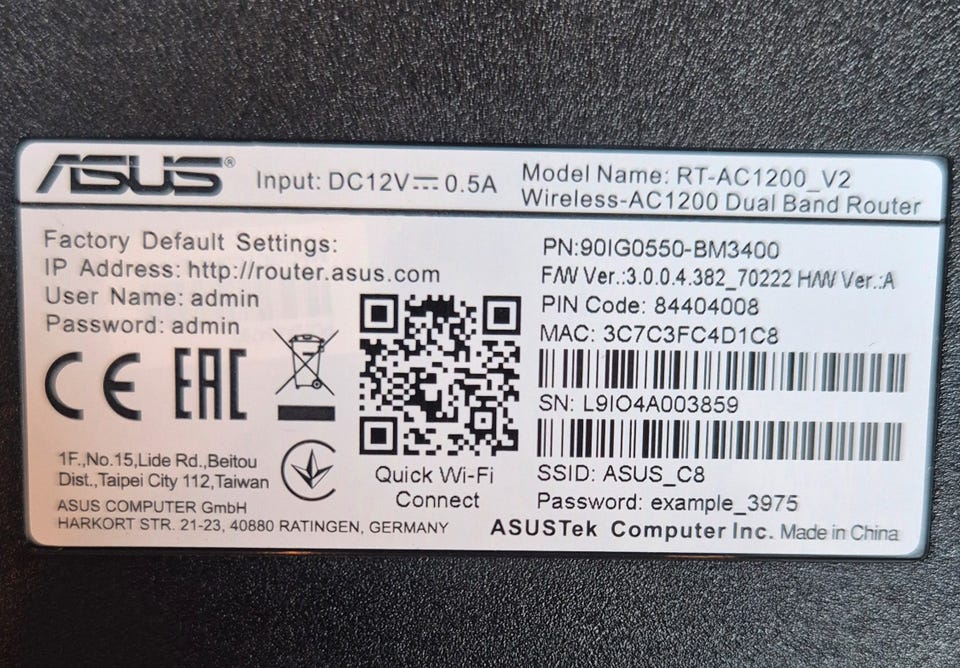 ASUS®
Input: DC12V⎓0.5A
Model Name: RT-AC1200_V2
Wireless-AC1200 Dual Band Router
Factory Default Settings:
IP Address: http://router.asus.com
User Name: admin
Password: admin
CE EAC
1F.,No.15,Lide Rd.,Beitou
Dist.,Taipei City 112,Taiwan
ASUS COMPUTER GmbH
HARKORT STR. 21-23, 40880 RATINGEN, GERMANY
Quick Wi-Fi
Connect
PN:90IG0550-BM3400
F/W Ver.:3.0.0.4.382_70222 H/W Ver.:A
PIN Code: 84404008
MAC: 3C7C3FC4D1C8
SN: L9IO4A003859
SSID: ASUS_C8
Password: example_3975
ASUSTek Computer Inc. Made in China